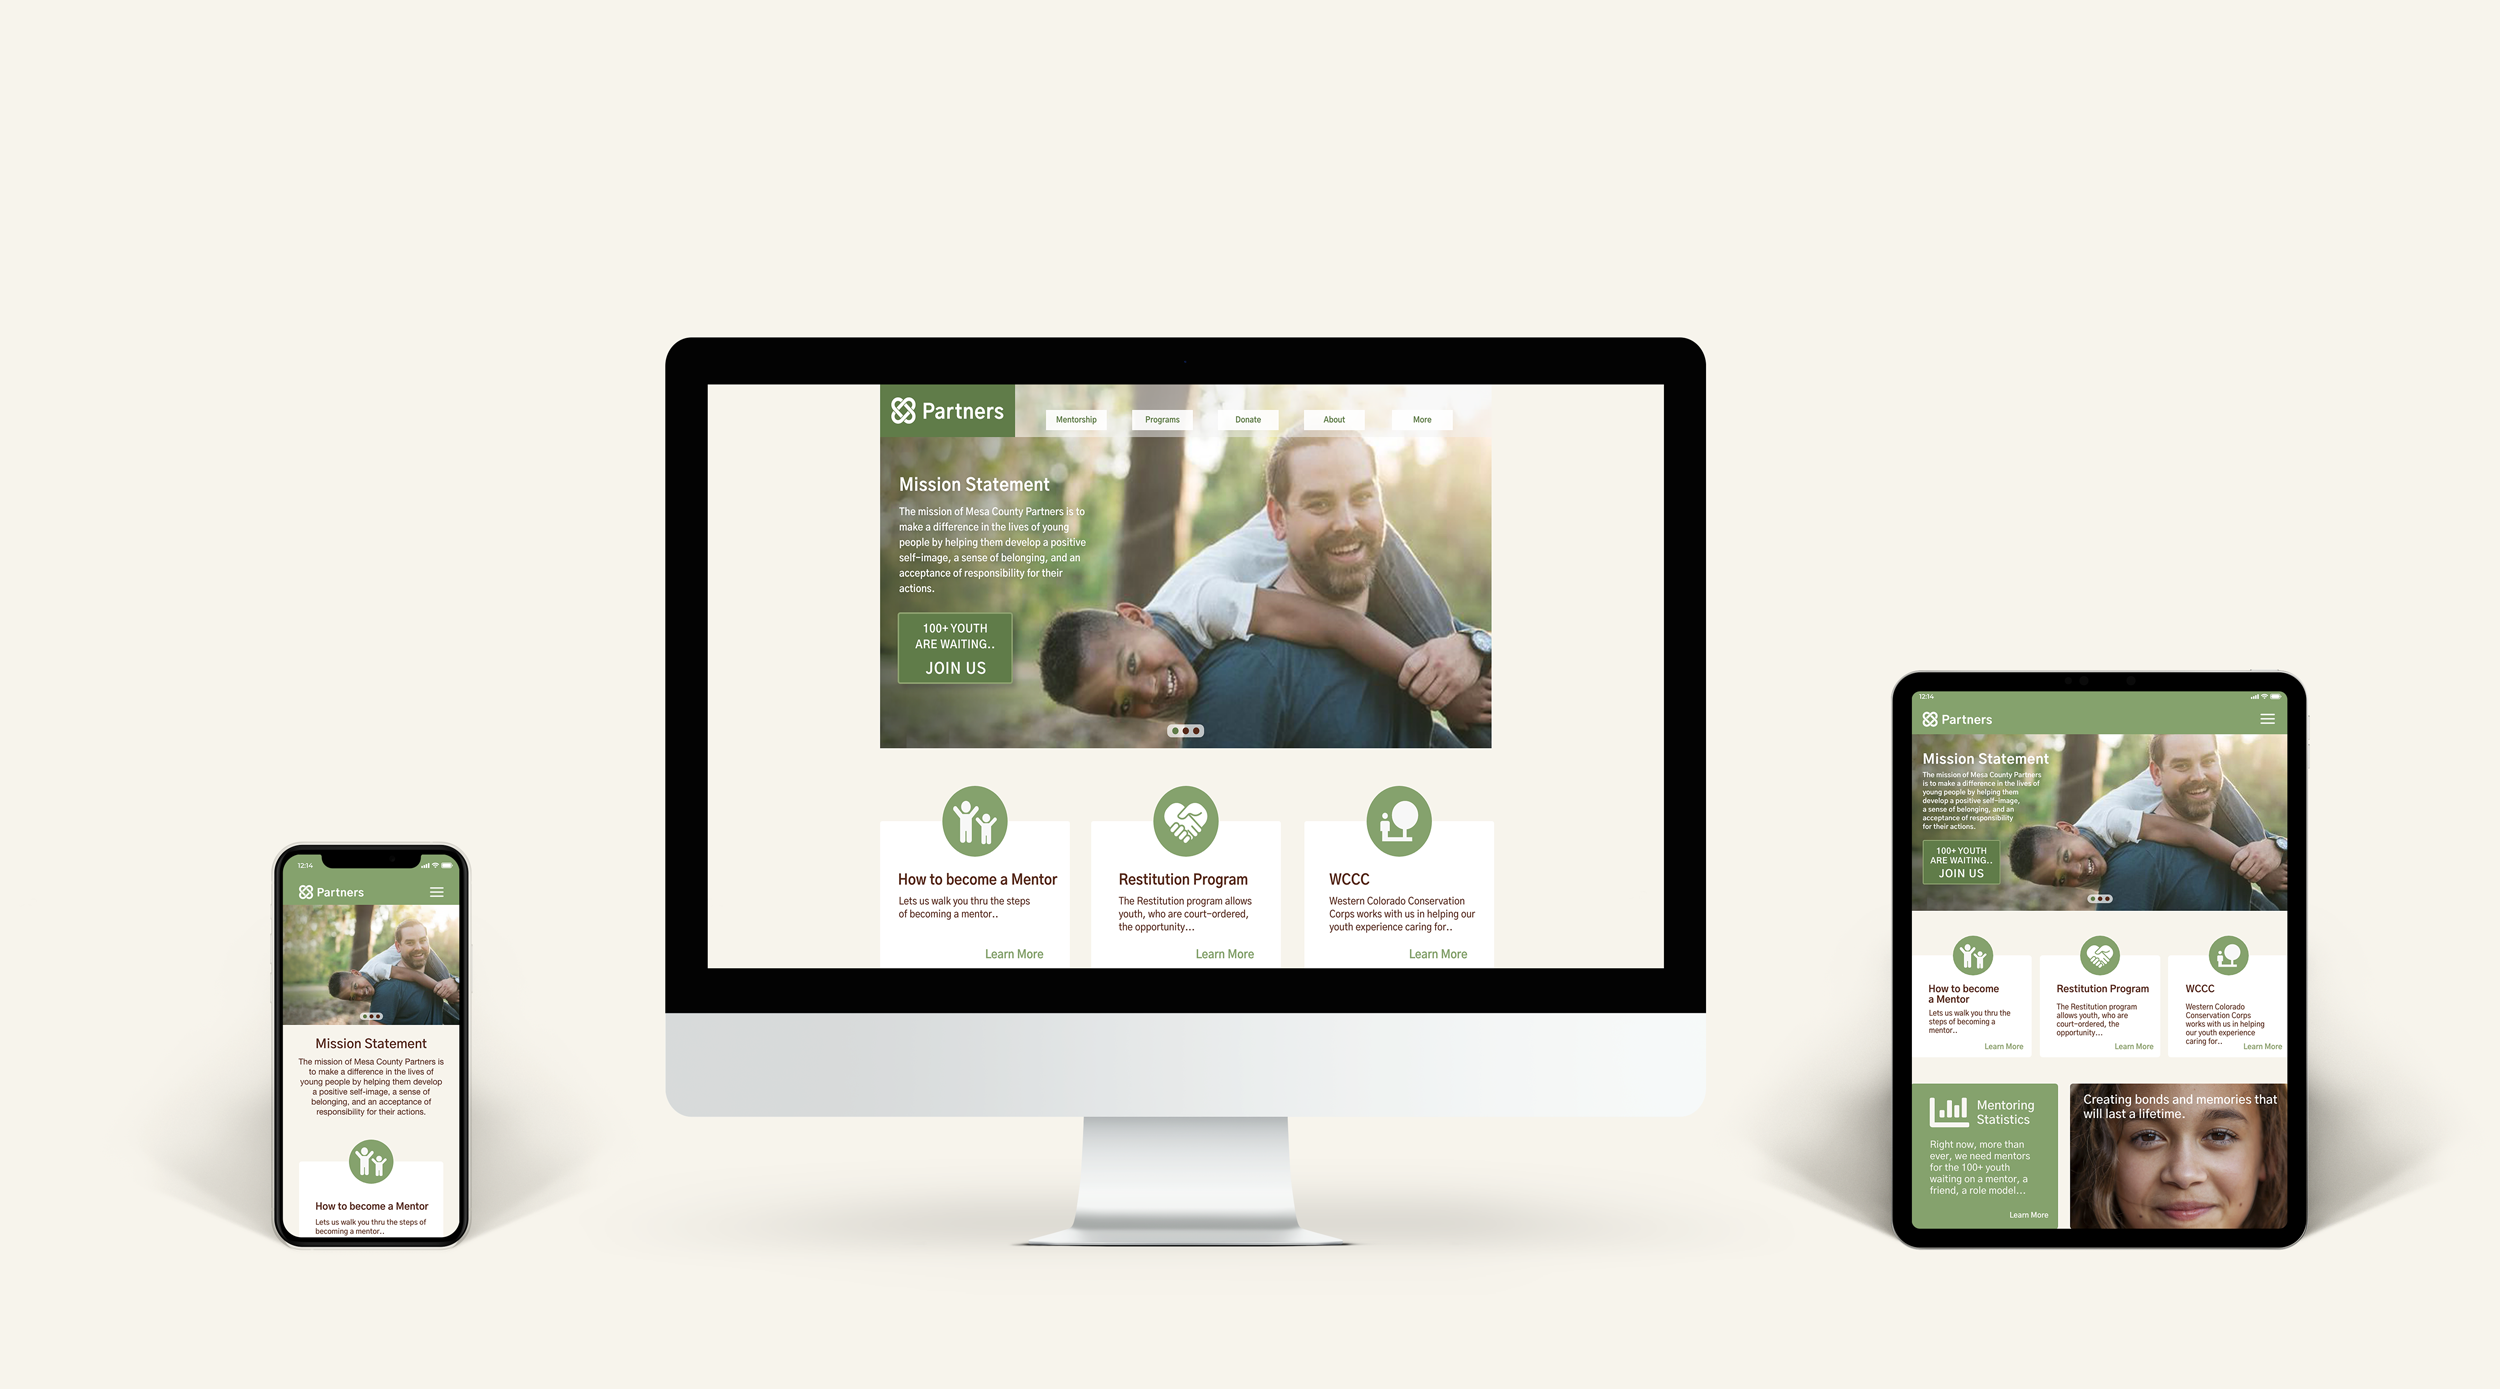 12:14
Partners
Mission Statement
The mission of Mesa County Partners is
to make a difference in the lives of
young people by helping them develop
a positive self-image, a sense of
belonging, and an acceptance of
responsibility for their actions.
How to become a Mentor
Lets us walk you thru the steps of
becoming a mentor..
Partners
Mentorship
Programs
Donate
About
More
Mission Statement
The mission of Mesa County Partners is to
make a difference in the lives of young
people by helping them develop a positive
self-image, a sense of belonging, and an
acceptance of responsibility for their
actions.
100+ YOUTH
ARE WAITING..
JOIN US
How to become a Mentor
Lets us walk you thru the steps
of becoming a mentor..
Learn More
Restitution Program
The Restitution program allows
youth, who are court-ordered,
the opportunity...
Learn More
WCCC
Western Colorado Conservation
Corps works with us in helping our
youth experience caring for..
Learn More
12:14
Partners
Mission Statement
The mission of Mesa County Partners
is to make a difference in the lives of
young people by helping them
develop a positive self-image,
a sense of belonging, and an
acceptance of responsibility
for their actions.
100+ YOUTH
ARE WAITING..
JOIN US
How to become
a Mentor
Lets us walk you thru the
steps of becoming a
mentor..
Learn More
Restitution Program
The Restitution program
allows youth, who are
court-ordered, the
opportunity...
Learn More
WCCC
Western Colorado
Conservation Corps
works with us in helping
our youth experience
caring for..
Learn More
Mentoring
Statistics
Right now, more than
ever, we need mentors
for the 100+ youth
waiting on a mentor, a
friend, a role model...
Learn More
Creating bonds and memories that
will last a lifetime.